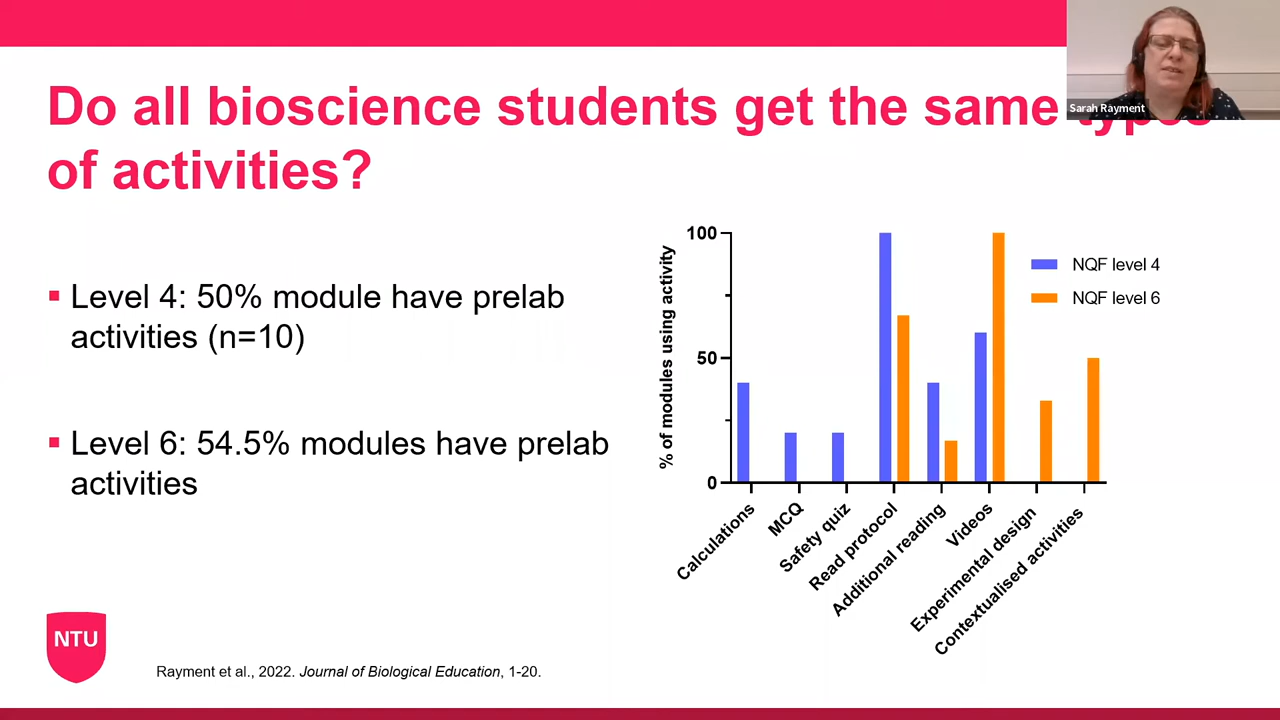 Sarah Rayment
Do all bioscience students get the same types
of activities?
Level 4: 50% module have prelab
activities (n=10)
Level 6: 54.5% modules have prelab
activities
% of modules using activity
100
50
0
NQF level 4
NQF level 6
Calculations
MCQ
Safety quiz
Read protocol
Additional reading
Videos
Experimental design
Contextualised activities
NTU
Rayment et al., 2022. Journal of Biological Education, 1-20.